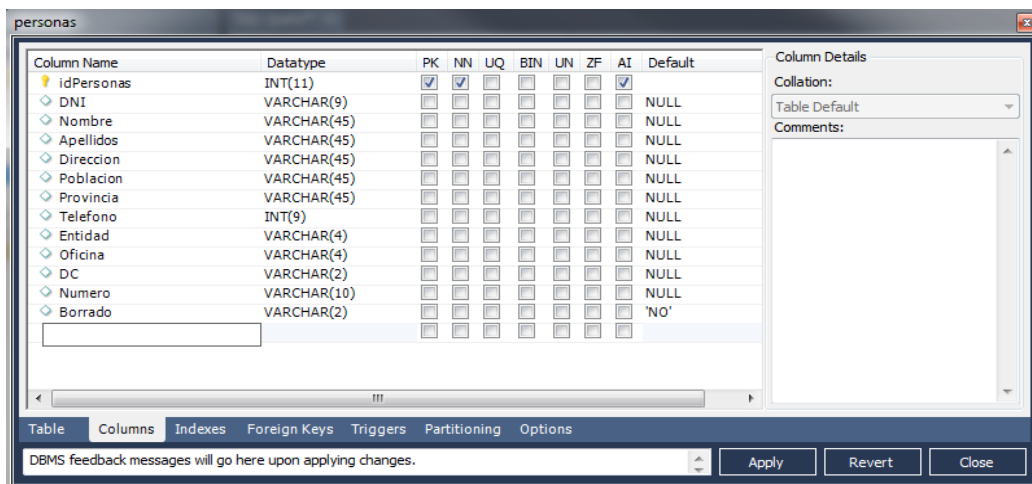 personas
Column Name Datatype PK NN UQ BIN UN ZF AI Default
idPersonas INT(11)
DNI VARCHAR(9) NULL
Nombre VARCHAR(45) NULL
Apellidos VARCHAR(45) NULL
Direccion VARCHAR(45) NULL
Poblacion VARCHAR(45) NULL
Provincia VARCHAR(45) NULL
Telefono INT(9) NULL
Entidad VARCHAR(4) NULL
Oficina VARCHAR(4) NULL
DC VARCHAR(2) NULL
Numero VARCHAR(10) NULL
Borrado VARCHAR(2) 'NO'
Column Details
Collation:
Table Default
Comments:
Table Columns Indexes Foreign Keys Triggers Partitioning Options
DBMS feedback messages will go here upon applying changes.
Apply Revert Close